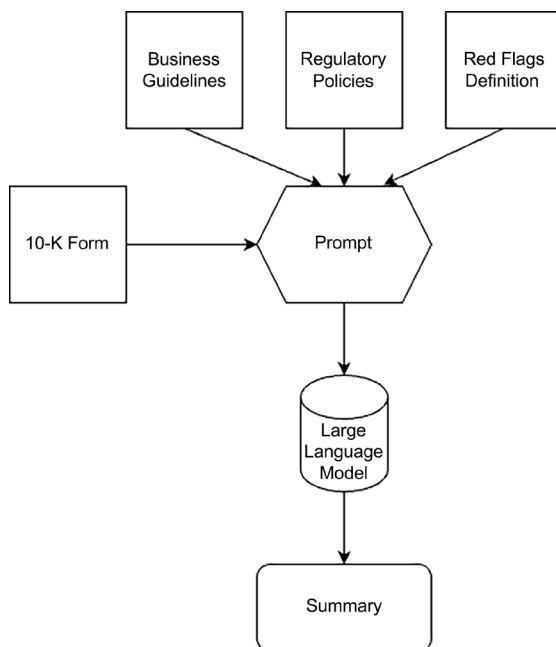 Business
Guidelines
Regulatory
Policies
Red Flags
Definition
10-K Form
Prompt
Large
Language
Model
Summary